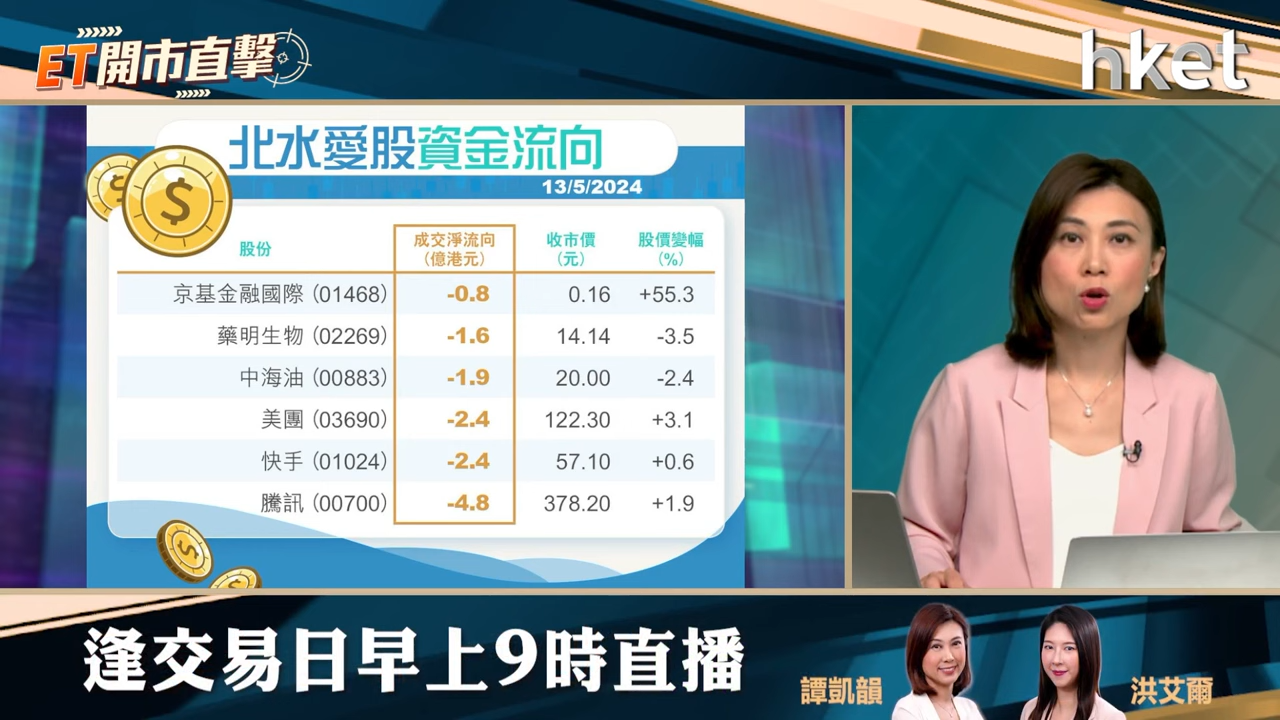 ET開市直擊
hket
北水愛股資金流向
13/5/2024
股份 成交淨流向 (億港元) 收市價 (元) 股價變幅 (%)
京基金融國際 (01468) -0.8 0.16 +55.3
藥明生物 (02269) -1.6 14.14 -3.5
中海油 (00883) -1.9 20.00 -2.4
美團 (03690) -2.4 122.30 +3.1
快手 (01024) -2.4 57.10 +0.6
騰訊 (00700) -4.8 378.20 +1.9
逢交易日早上9時直播
譚凱韻
洪艾爾